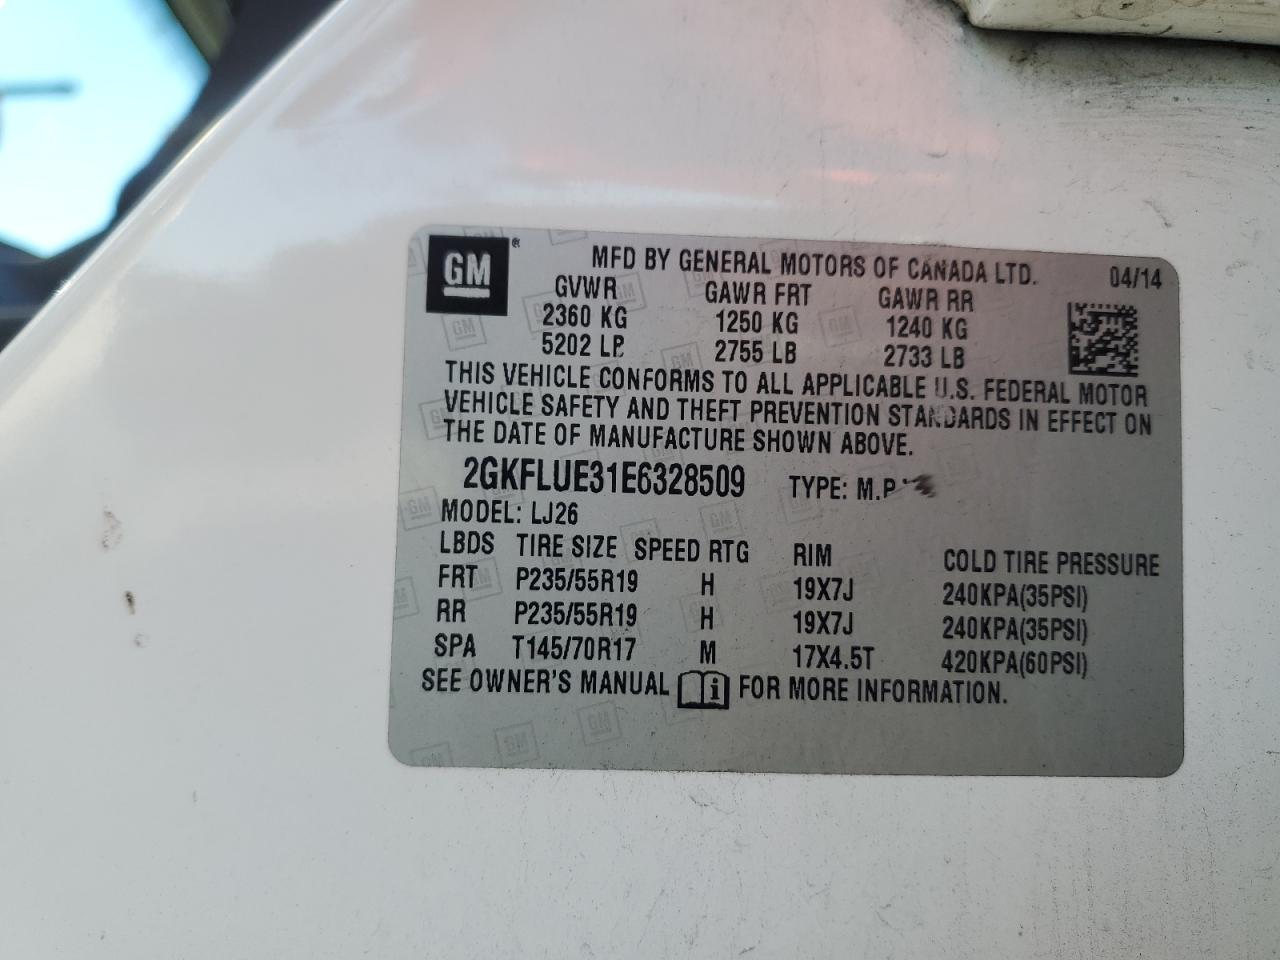 GM®
MFD BY GENERAL MOTORS OF CANADA LTD. 04/14
GVWR GAWR FRT GAWR RR
2360 KG 1250 KG 1240 KG
5202 LB 2755 LB 2733 LB
THIS VEHICLE CONFORMS TO ALL APPLICABLE U.S. FEDERAL MOTOR
VEHICLE SAFETY AND THEFT PREVENTION STANDARDS IN EFFECT ON
THE DATE OF MANUFACTURE SHOWN ABOVE.
2GKFLUE31E6328509 TYPE: M.P.
MODEL: LJ26
LBDS TIRE SIZE SPEED RTG RIM COLD TIRE PRESSURE
FRT P235/55R19 H 19X7J 240KPA(35PSI)
RR P235/55R19 H 19X7J 240KPA(35PSI)
SPA T145/70R17 M 17X4.5T 420KPA(60PSI)
SEE OWNER'S MANUAL i FOR MORE INFORMATION.